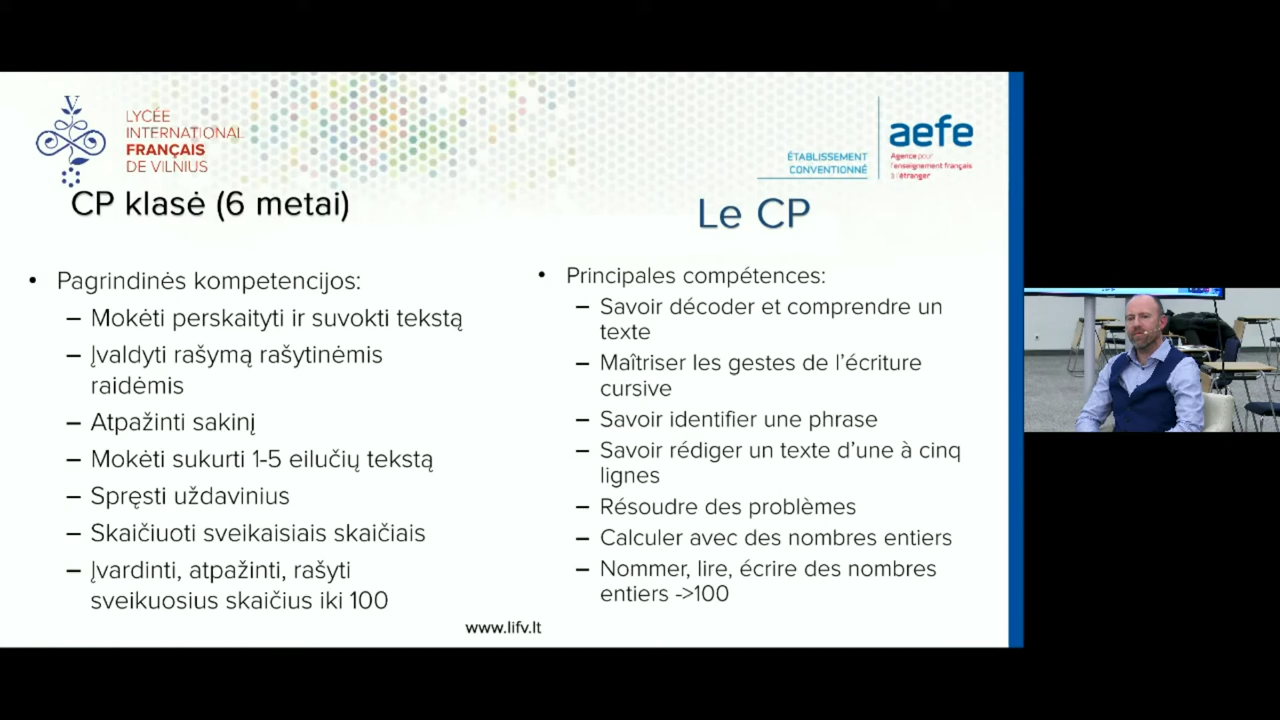 V
LYCÉE
INTERNATIONAL
FRANÇAIS
DE VILNIUS
ÉTABLISSEMENT
CONVENTIONNÉ
aefe
Agence pour
l'enseignement français
à l'étranger
CP klasė (6 metai)
• Pagrindinės kompetencijos:
– Mokėti perskaityti ir suvokti tekstą
– Įvaldyti rašymą rašytinėmis
raidėmis
– Atpažinti sakinį
– Mokėti sukurti 1-5 eilučių tekstą
– Spręsti uždavinius
– Skaičiuoti sveikaisiais skaičiais
– Įvardinti, atpažinti, rašyti
sveikuosius skaičius iki 100
Le CP
• Principales compétences:
– Savoir décoder et comprendre un
texte
– Maîtriser les gestes de l’écriture
cursive
– Savoir identifier une phrase
– Savoir rédiger un texte d’une à cinq
lignes
– Résoudre des problèmes
– Calculer avec des nombres entiers
– Nommer, lire, écrire des nombres
entiers ->100
www.lifv.lt